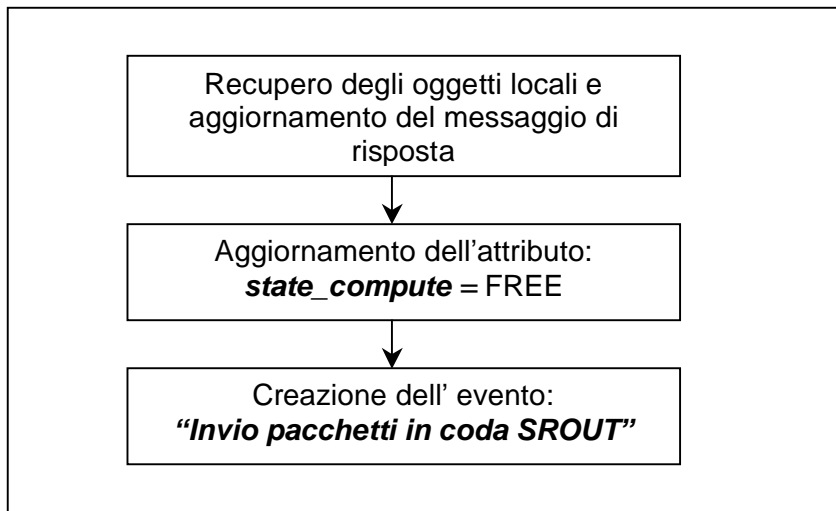 Recupero degli oggetti locali e
aggiornamento del messaggio di
risposta
Aggiornamento dell'attributo:
state_compute = FREE
Creazione dell' evento:
“Invio pacchetti in coda SROUT”